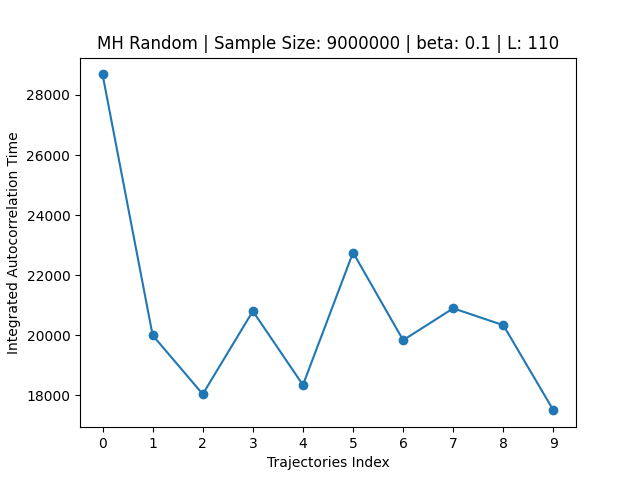 MH Random | Sample Size: 9000000 | beta: 0.1 | L: 110
Integrated Autocorrelation Time
28000
26000
24000
22000
20000
18000
0 1 2 3 4 5 6 7 8 9
Trajectories Index